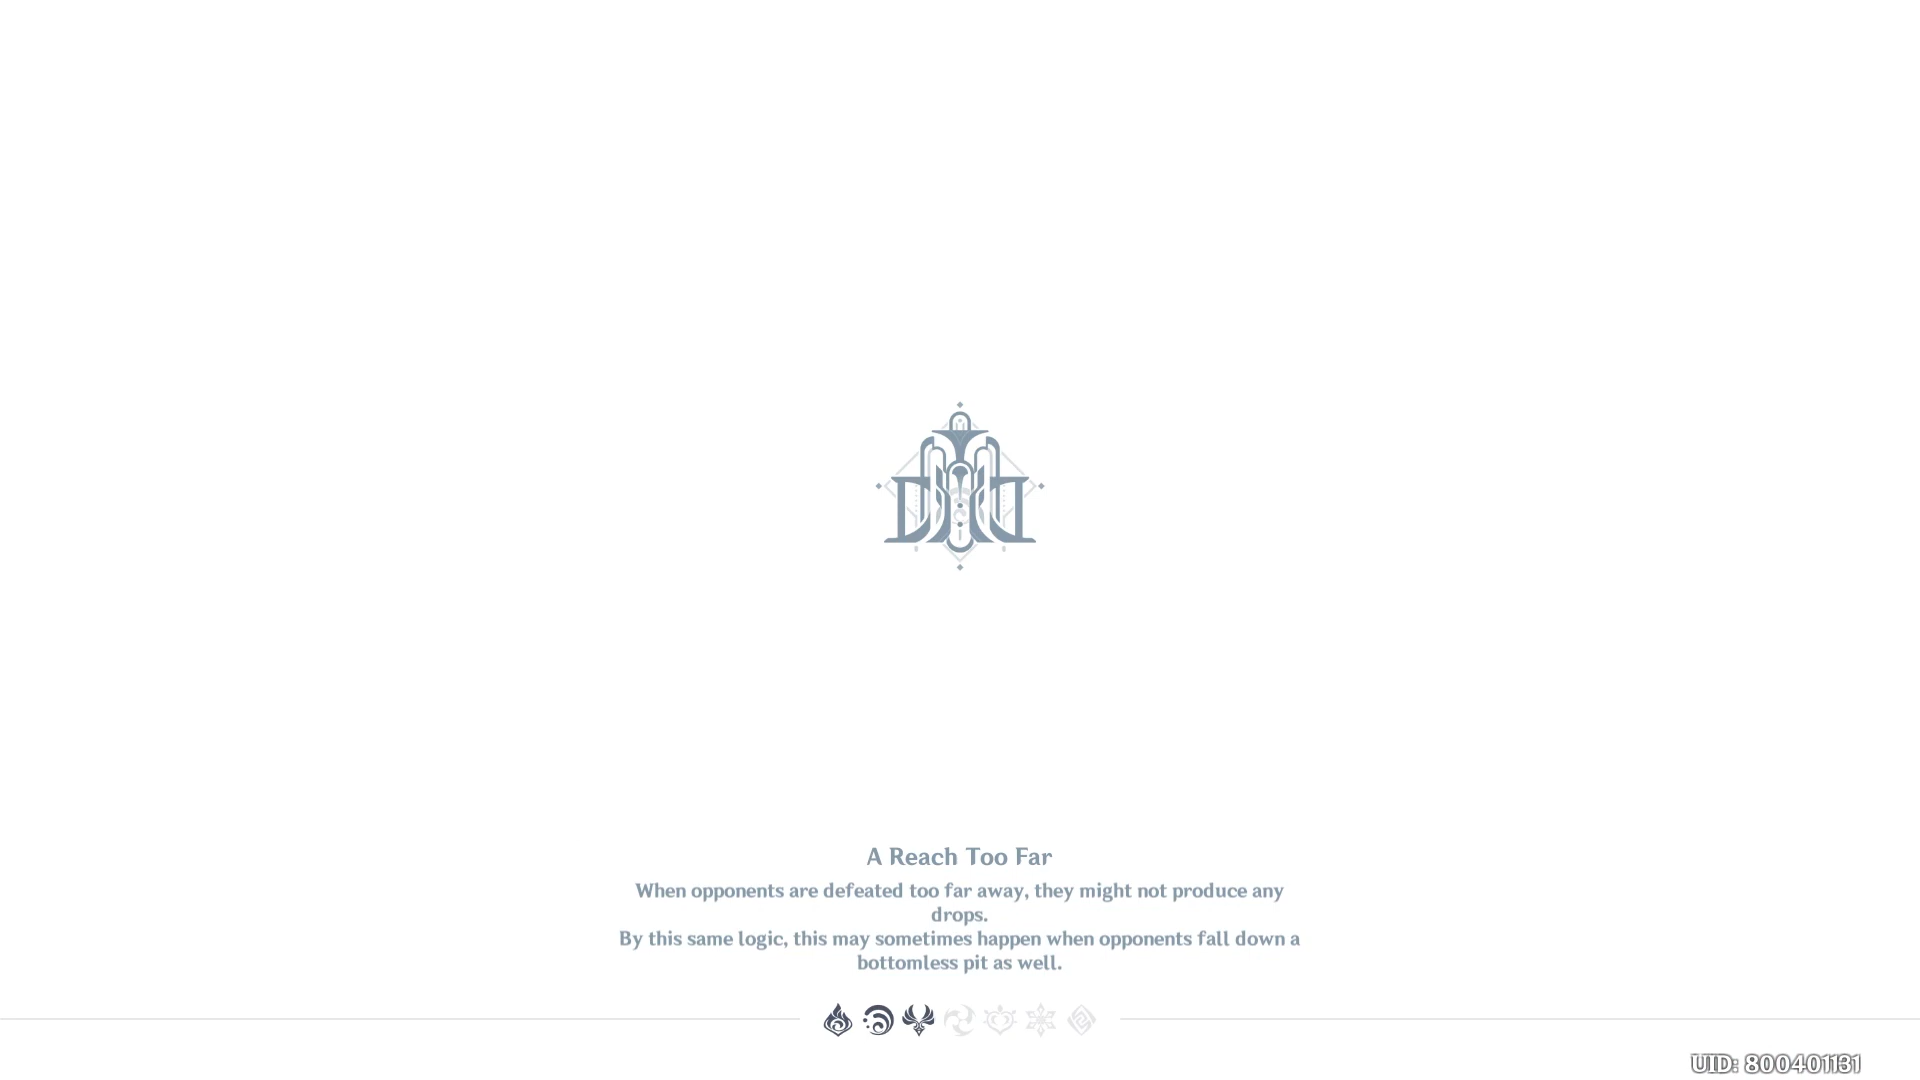 A Reach Too Far
When opponents are defeated too far away, they might not produce any
drops.
By this same logic, this may sometimes happen when opponents fall down a
bottomless pit as well.
UID: 800401131